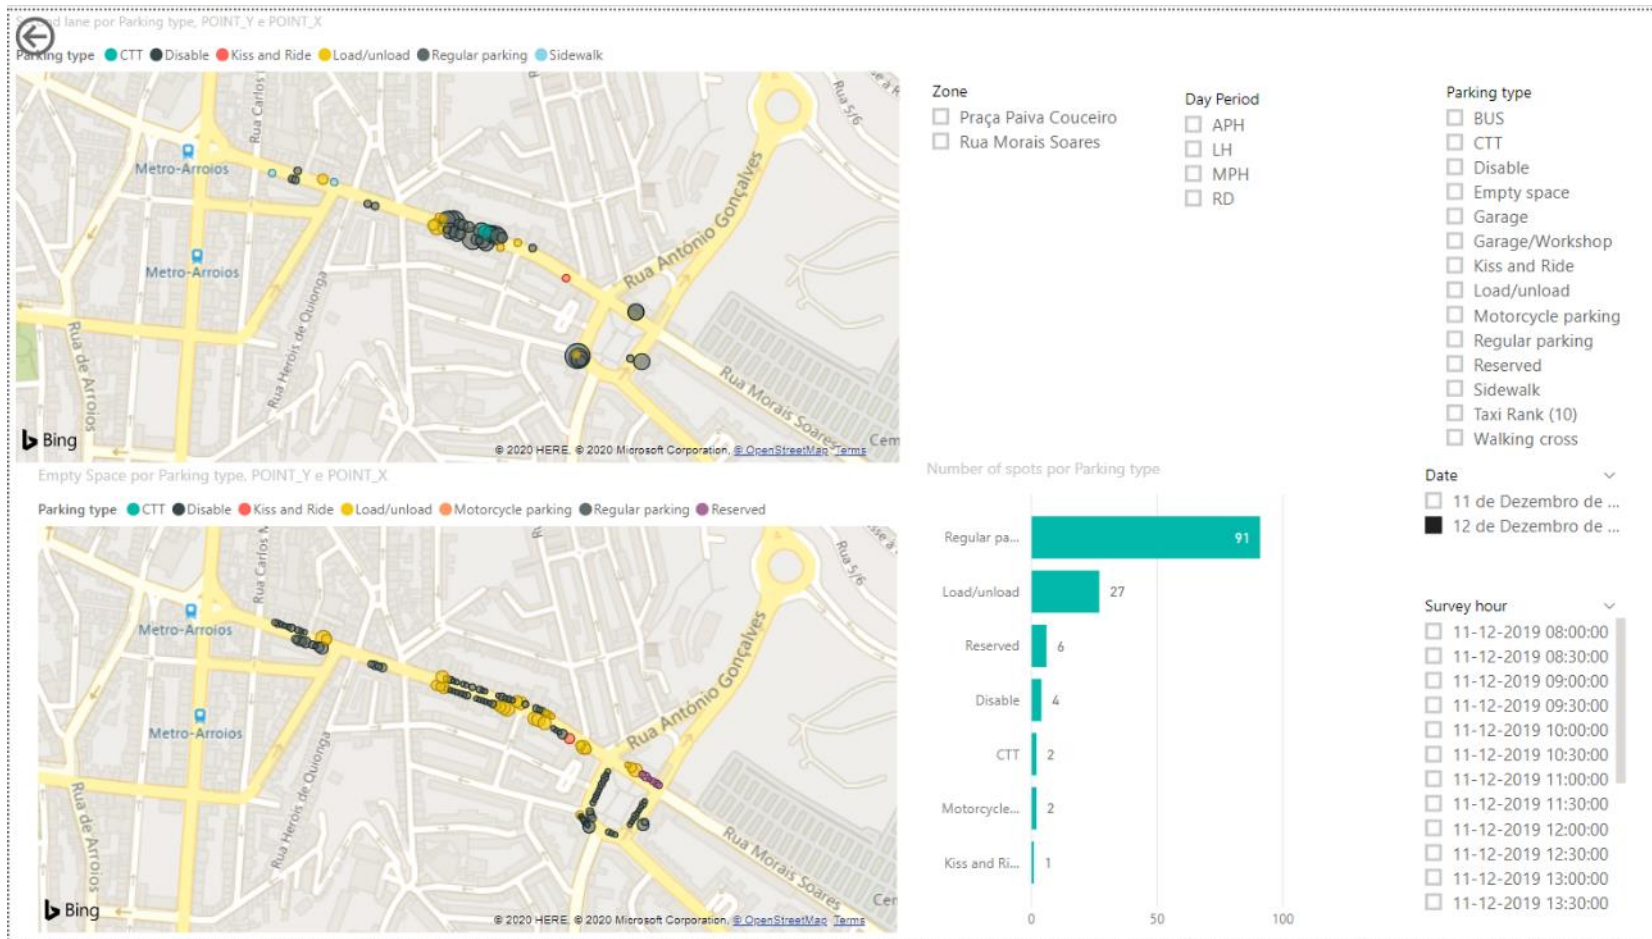 Parking type, POINT_Y e POINT_X
Parking type CTT Disable Kiss and Ride Load/unload Regular parking Sidewalk
Rua Carlos
Rua 5/6
Metro-Arroios
Metro-Arroios
Rua António Gonçalves
Rua Heróis de Quionga
Rua de Arroios
Rua Morais Soares
Cem
Bing
© 2020 HERE, © 2020 Microsoft Corporation, © OpenStreetMap Terms
Zone
Praça Paiva Couceiro
Rua Morais Soares
Day Period
APH
LH
MPH
RD
Parking type
BUS
CTT
Disable
Empty space
Garage
Garage/Workshop
Kiss and Ride
Load/unload
Motorcycle parking
Regular parking
Reserved
Sidewalk
Taxi Rank (10)
Walking cross
Empty Space por Parking type, POINT_Y e POINT_X
Parking type CTT Disable Kiss and Ride Load/unload Motorcycle parking Regular parking Reserved
Rua Carlos M
Rua 5/6
Metro-Arroios
Metro-Arroios
Rua António Gonçalves
Rua Heróis de Quionga
Rua de Arroios
Rua Morais Soares
Cer
Bing
© 2020 HERE, © 2020 Microsoft Corporation, © OpenStreetMap Terms
Number of spots por Parking type
Regular pa... 91
Load/unload 27
Reserved 6
Disable 4
CTT 2
Motorcycle... 2
Kiss and Ri... 1
0 50 100
Date
11 de Dezembro de ...
12 de Dezembro de ...
Survey hour
11-12-2019 08:00:00
11-12-2019 08:30:00
11-12-2019 09:00:00
11-12-2019 09:30:00
11-12-2019 10:00:00
11-12-2019 10:30:00
11-12-2019 11:00:00
11-12-2019 11:30:00
11-12-2019 12:00:00
11-12-2019 12:30:00
11-12-2019 13:00:00
11-12-2019 13:30:00